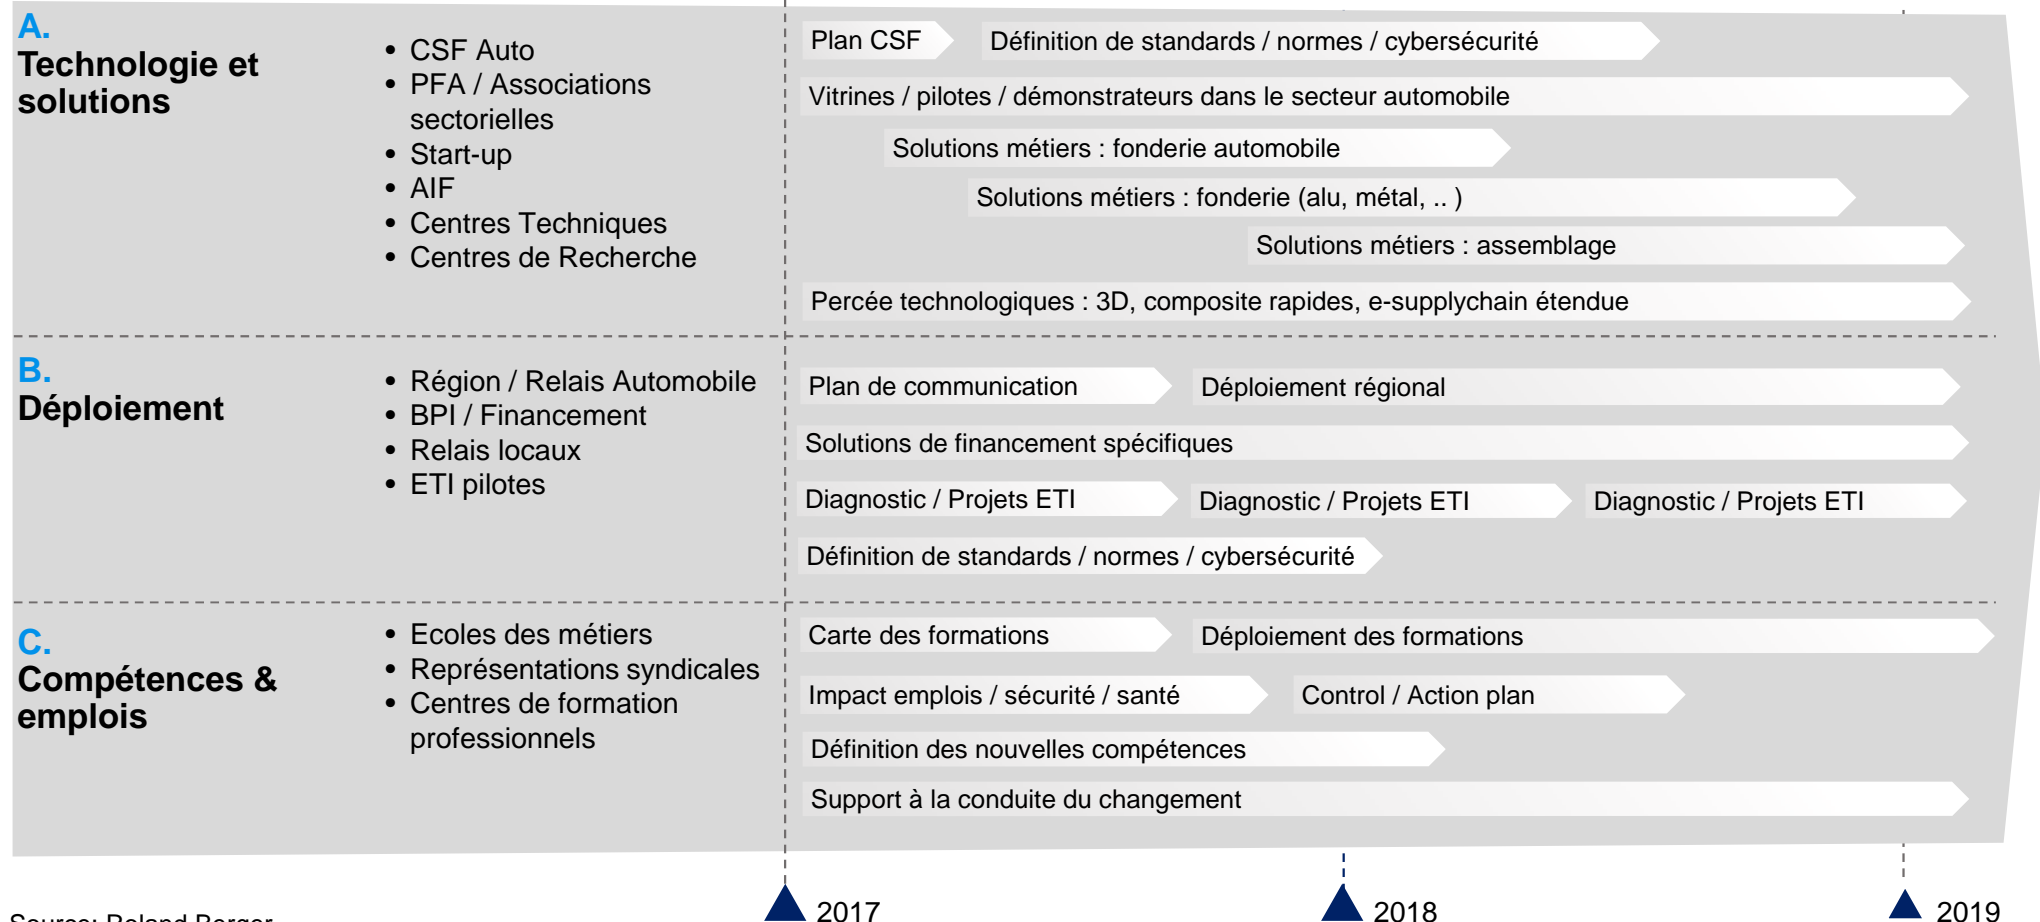 A.
Technologie et
solutions
• CSF Auto
• PFA / Associations
sectorielles
• Start-up
• AIF
• Centres Techniques
• Centres de Recherche
Plan CSF
Définition de standards / normes / cybersécurité
Vitrines / pilotes / démonstrateurs dans le secteur automobile
Solutions métiers : fonderie automobile
Solutions métiers : fonderie (alu, métal, .. )
Solutions métiers : assemblage
Percée technologiques : 3D, composite rapides, e-supplychain étendue
B.
Déploiement
• Région / Relais Automobile
• BPI / Financement
• Relais locaux
• ETI pilotes
Plan de communication
Déploiement régional
Solutions de financement spécifiques
Diagnostic / Projets ETI
Diagnostic / Projets ETI
Diagnostic / Projets ETI
Définition de standards / normes / cybersécurité
C.
Compétences &
emplois
• Ecoles des métiers
• Représentations syndicales
• Centres de formation
professionnels
Carte des formations
Déploiement des formations
Impact emplois / sécurité / santé
Control / Action plan
Définition des nouvelles compétences
Support à la conduite du changement
2017
2018
2019
Source: Roland Berger